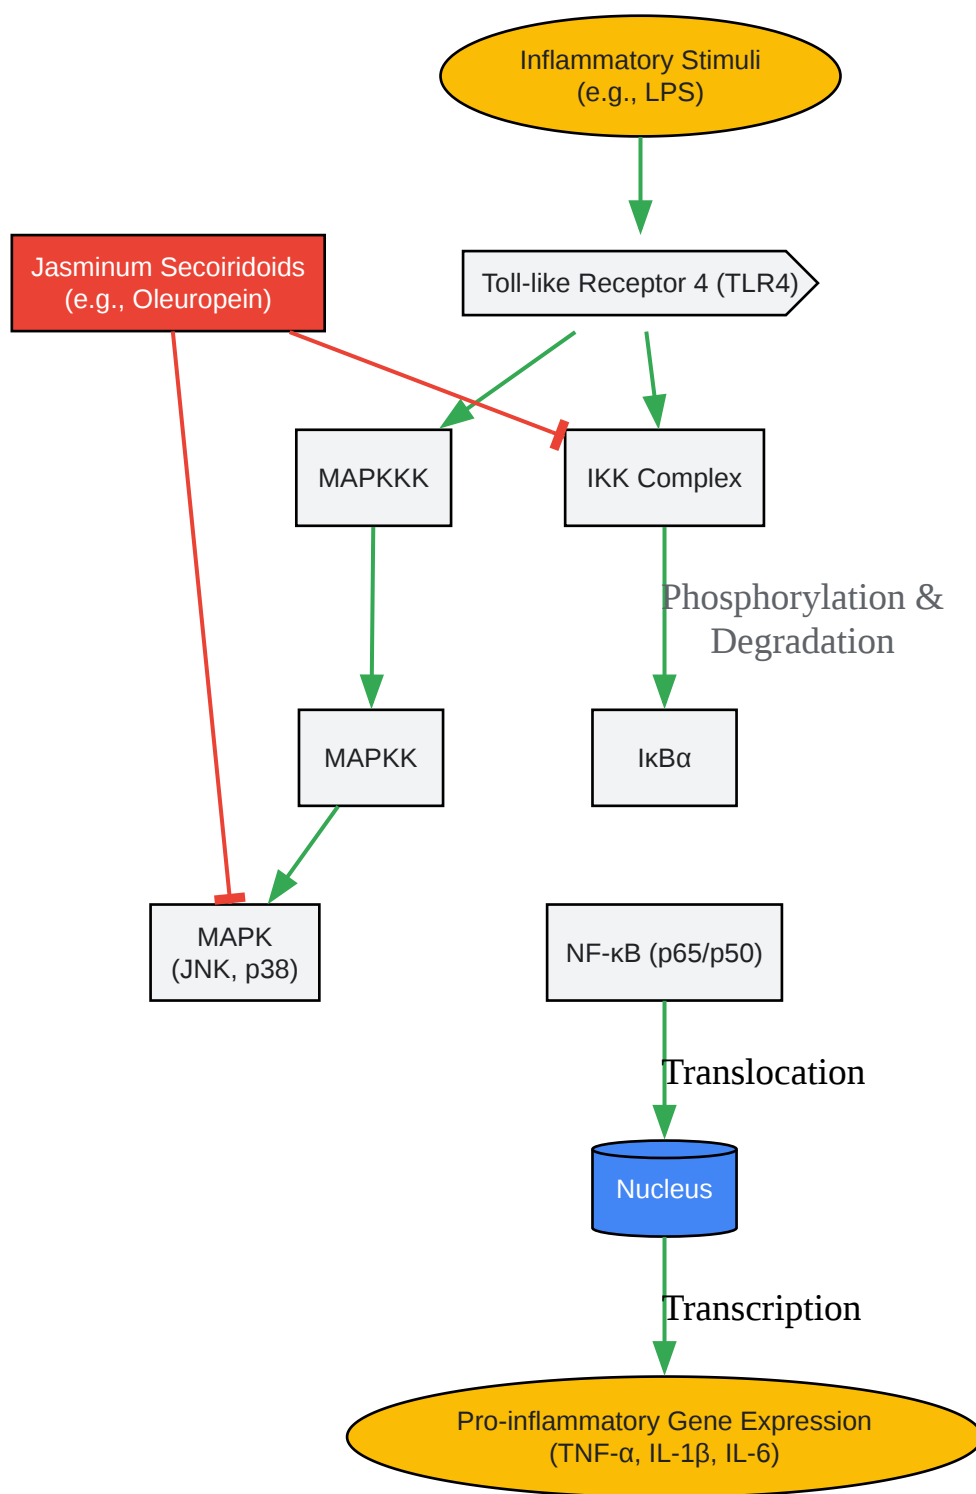 Inflammatory Stimuli
(e.g., LPS)
Jasminum Secoiridoids
(e.g., Oleuropein)
Toll-like Receptor 4 (TLR4)
MAPKKK
IKK Complex
Phosphorylation &
Degradation
MAPKK
IκBα
MAPK
(JNK, p38)
NF-κB (p65/p50)
Translocation
Nucleus
Transcription
Pro-inflammatory Gene Expression
(TNF-α, IL-1β, IL-6)